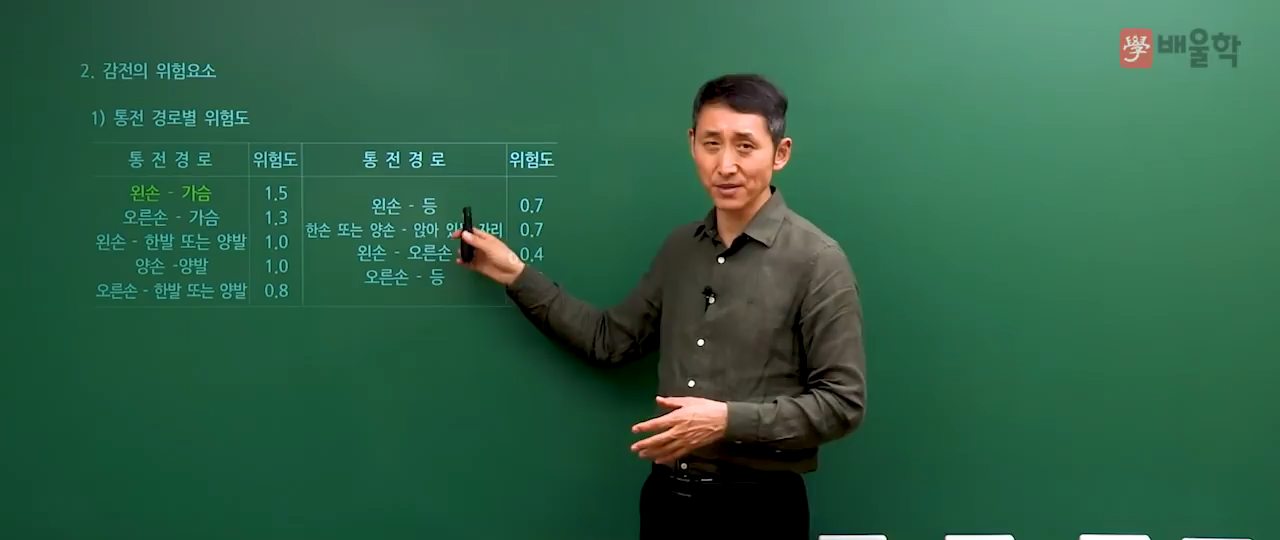 學 배울학
2. 감전의 위험요소
1) 통전 경로별 위험도
통 전 경 로 위험도 통 전 경 로 위험도
왼손 - 가슴 1.5 왼손 - 등 0.7
오른손 - 가슴 1.3 한손 또는 양손 - 앉아 자리 0.7
왼손 - 한발 또는 양발 1.0 왼손 - 오른손 0.4
양손 -양발 1.0 오른손 - 등
오른손 - 한발 또는 양발 0.8